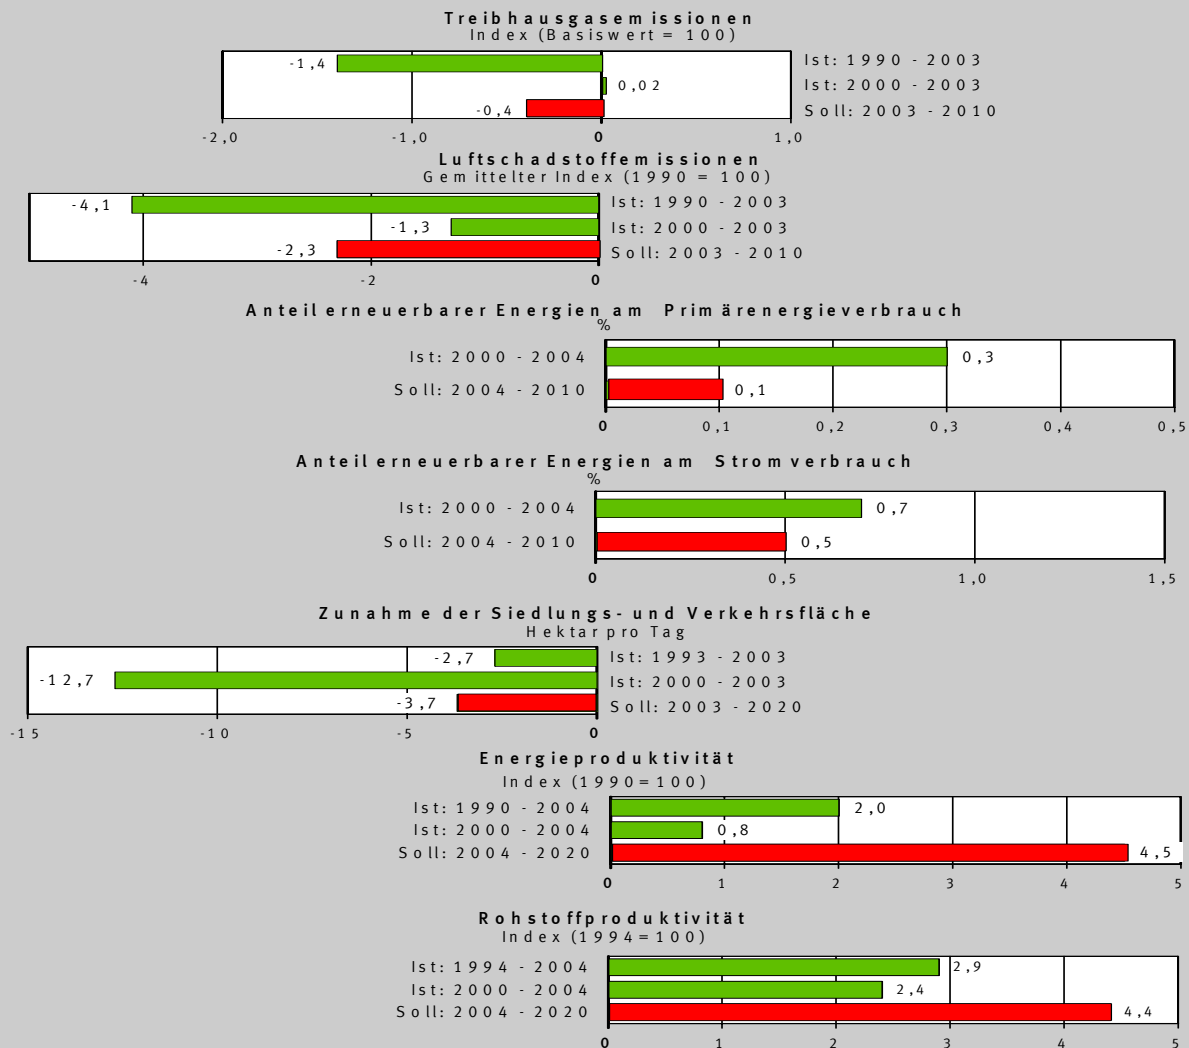 Treibhausgasemissionen
Index (Basiswert = 100)
-1,4
Ist: 1990 - 2003
0,02
Ist: 2000 - 2003
-0,4
Soll: 2003 - 2010
-2,0 -1,0 0 1,0
Luftschadstoffemissionen
Gemittelter Index (1990 = 100)
-4,1
Ist: 1990 - 2003
-1,3
Ist: 2000 - 2003
-2,3
Soll: 2003 - 2010
-4 -2 0
Anteil erneuerbarer Energien am Primärenergieverbrauch
%
Ist: 2000 - 2004 0,3
Soll: 2004 - 2010 0,1
0 0,1 0,2 0,3 0,4 0,5
Anteil erneuerbarer Energien am Stromverbrauch
%
Ist: 2000 - 2004 0,7
Soll: 2004 - 2010 0,5
0 0,5 1,0 1,5
Zunahme der Siedlungs- und Verkehrsfläche
Hektar pro Tag
-2,7 Ist: 1993 - 2003
-12,7 Ist: 2000 - 2003
-3,7 Soll: 2003 - 2020
-15 -10 -5 0
Energieproduktivität
Index (1990=100)
Ist: 1990 - 2004 2,0
Ist: 2000 - 2004 0,8
Soll: 2004 - 2020 4,5
0 1 2 3 4 5
Rohstoffproduktivität
Index (1994=100)
Ist: 1994 - 2004 2,9
Ist: 2000 - 2004 2,4
Soll: 2004 - 2020 4,4
0 1 2 3 4 5